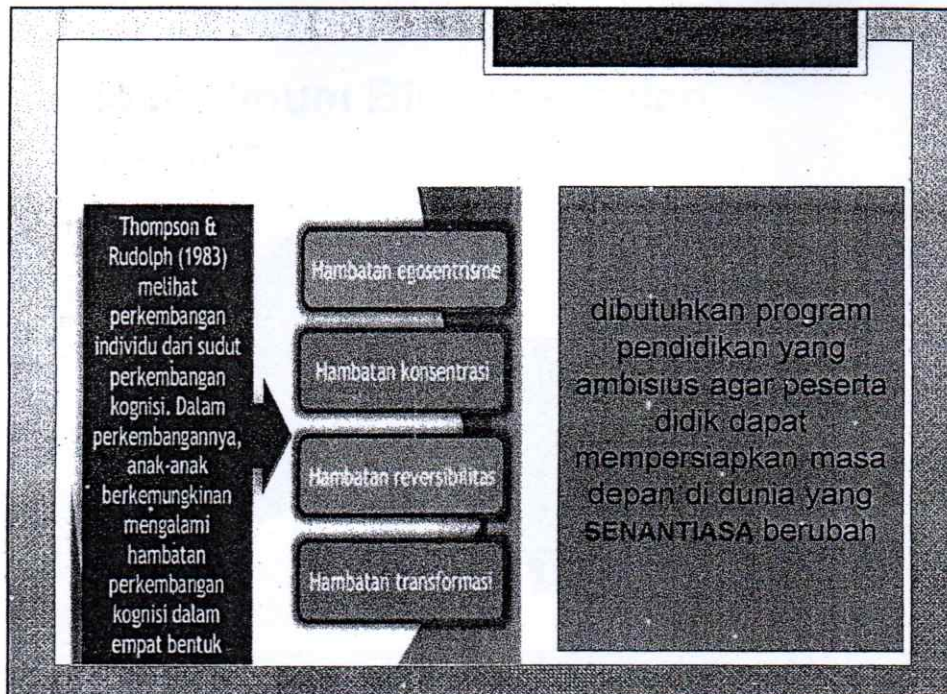 Thompson &
Rudolph (1983)
melihat
perkembangan
individu dari sudut
perkembangan
kognisi. Dalam
perkembangannya,
anak-anak
berkemungkinan
mengalami
hambatan
perkembangan
kognisi dalam
empat bentuk
Hambatan egosentrisme
Hambatan konsentrasi
Hambatan reversibilitas
Hambatan transformasi
dibutuhkan program
pendidikan yang
ambisius agar peserta
didik dapat
mempersiapkan masa
depan di dunia yang
SENANTIASA berubah